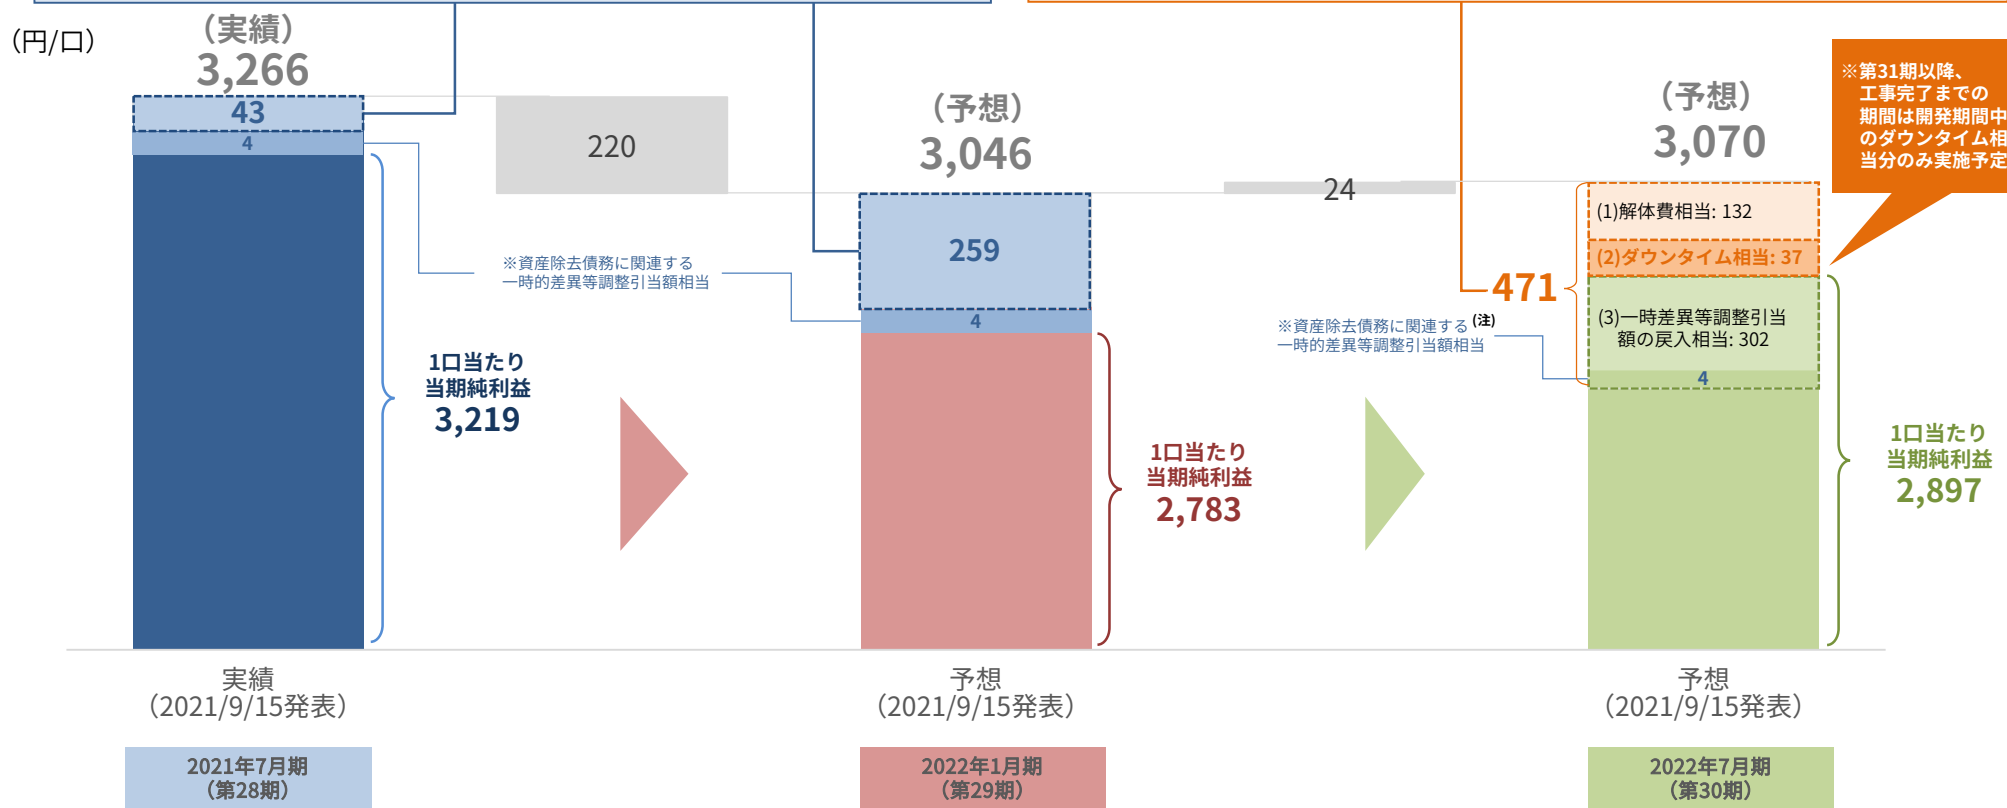 （円/口）
（実績）
3,266
43
4
1口当たり
当期純利益
3,219
220
※資産除去債務に関連する
一時的差異等調整引当額相当
（予想）
3,046
259
4
1口当たり
当期純利益
2,783
24
※資産除去債務に関連する (注)
一時的差異等調整引当額相当
471
（予想）
3,070
(1)解体費相当: 132
(2)ダウンタイム相当: 37
(3)一時差異等調整引当
額の戻入相当: 302
4
※第31期以降、
工事完了までの
期間は開発期間中
のダウンタイム相
当分のみ実施予定
1口当たり
当期純利益
2,897
実績
（2021/9/15発表）
予想
（2021/9/15発表）
予想
（2021/9/15発表）
2021年7月期
（第28期）
2022年1月期
（第29期）
2022年7月期
（第30期）